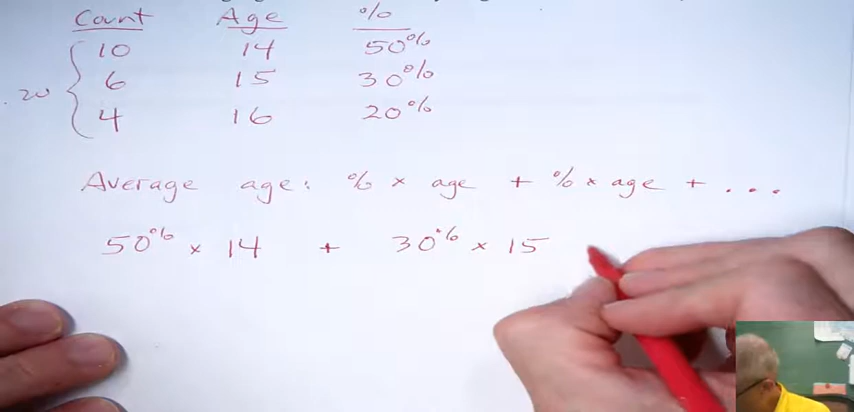 Count Age %
10 14 50%
6 15 30%
20 { 4 16 20%
Average age: % × age + % × age + ...
50% × 14 + 30% × 15